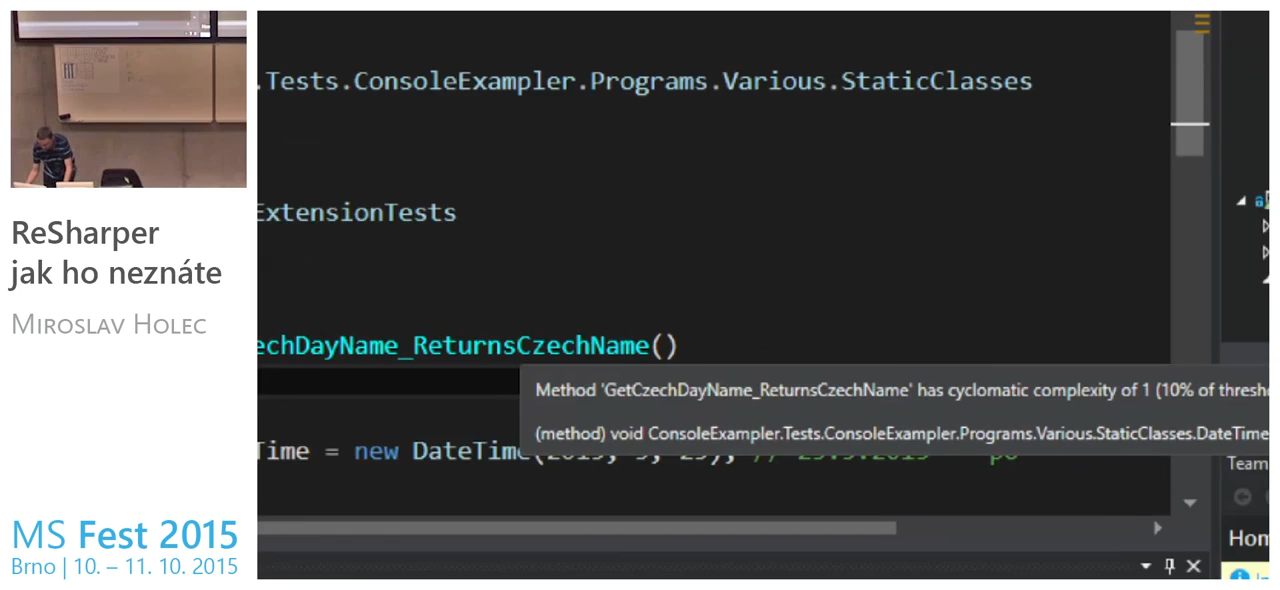 ReSharper
jak ho neznáte
Miroslav Holec
MS Fest 2015
Brno | 10. – 11. 10. 2015
.Tests.ConsoleExampler.Programs.Various.StaticClasses
ExtensionTests
echDayName_ReturnsCzechName()
Method 'GetCzechDayName_ReturnsCzechName' has cyclomatic complexity of 1 (10% of thresh
(method) void ConsoleExampler.Tests.ConsoleExampler.Programs.Various.StaticClasses.DateTime
Time = new DateTime(
Team
Hom